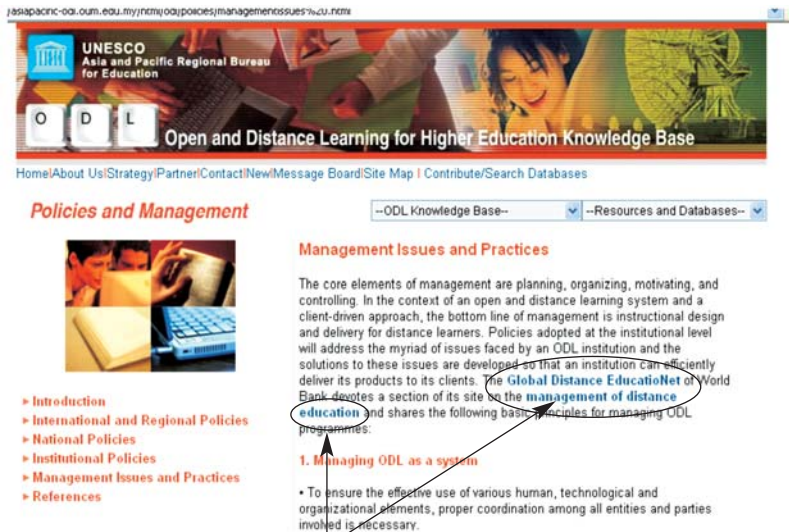 /asiapacific-odl.oum.edu.my/html/odl/policies/managementissues%20.html
UNESCO
Asia and Pacific Regional Bureau
for Education
O D L
Open and Distance Learning for Higher Education Knowledge Base
Home|About Us|Strategy|Partner|Contact|New|Message Board|Site Map | Contribute/Search Databases
Policies and Management
--ODL Knowledge Base-- --Resources and Databases--
Management Issues and Practices
The core elements of management are planning, organizing, motivating, and
controlling. In the context of an open and distance learning system and a
client-driven approach, the bottom line of management is instructional design
and delivery for distance learners. Policies adopted at the institutional level
will address the myriad of issues faced by an ODL institution and the
solutions to these issues are developed so that an institution can efficiently
deliver its products to its clients. The Global Distance EducatioNet of World
Bank devotes a section of its site on the management of distance
education and shares the following basic principles for managing ODL
programmes:
1. Managing ODL as a system
• To ensure the effective use of various human, technological and
organizational elements, proper coordination among all entities and parties
involved is necessary.
▸ Introduction
▸ International and Regional Policies
▸ National Policies
▸ Institutional Policies
▸ Management Issues and Practices
▸ References